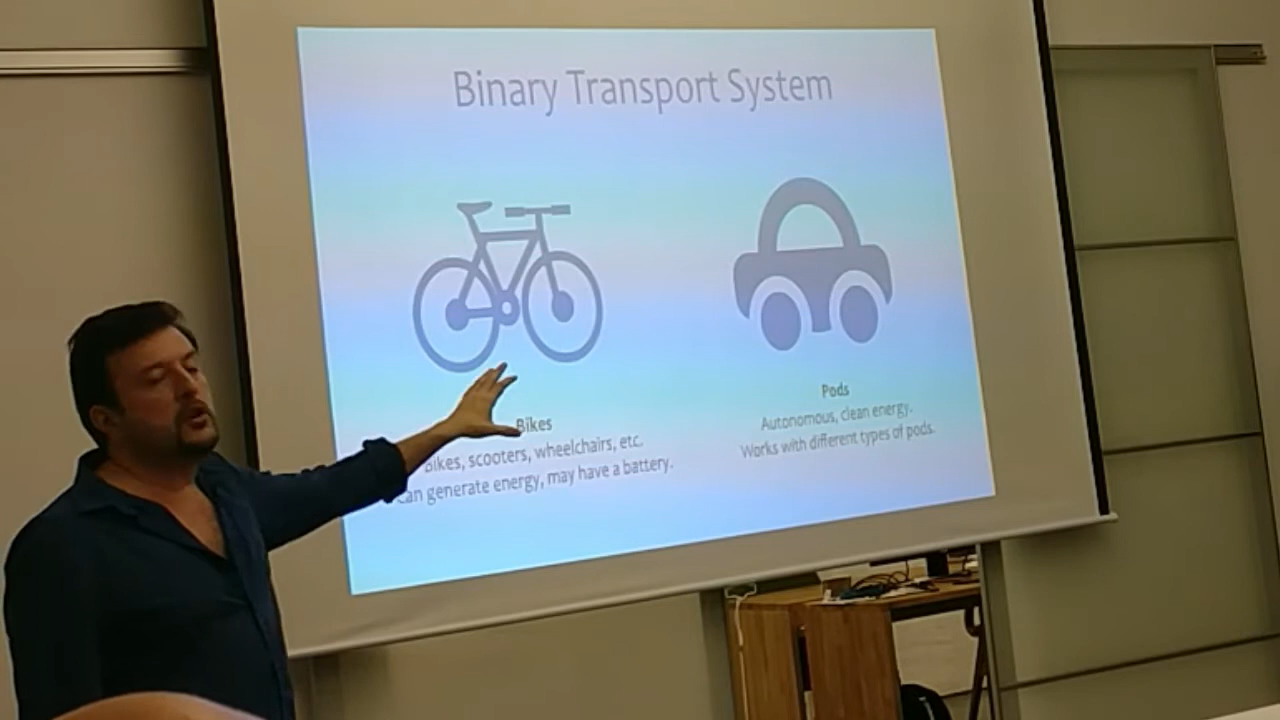 Binary Transport System
Bikes
Bikes, scooters, wheelchairs, etc.
Can generate energy, may have a battery.
Pods
Autonomous, clean energy.
Works with different types of pods.